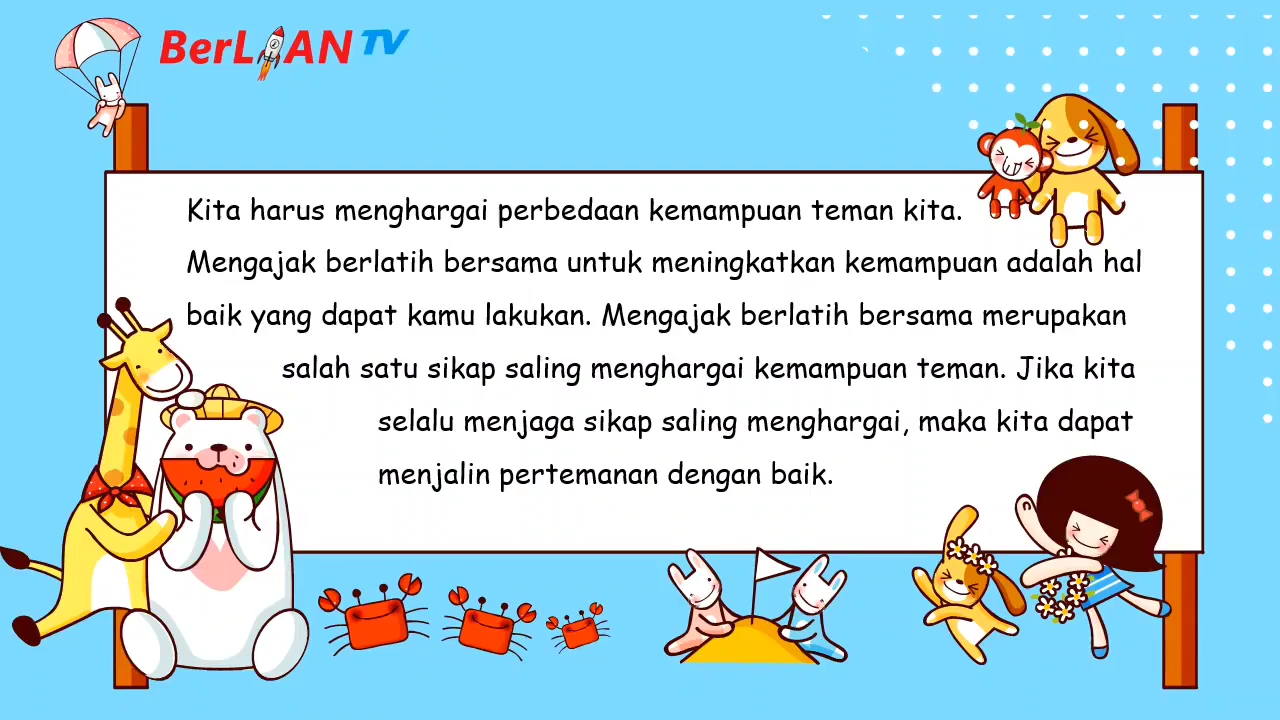 BerLIAN TV
Kita harus menghargai perbedaan kemampuan teman kita.
Mengajak berlatih bersama untuk meningkatkan kemampuan adalah hal
baik yang dapat kamu lakukan. Mengajak berlatih bersama merupakan
salah satu sikap saling menghargai kemampuan teman. Jika kita
selalu menjaga sikap saling menghargai, maka kita dapat
menjalin pertemanan dengan baik.